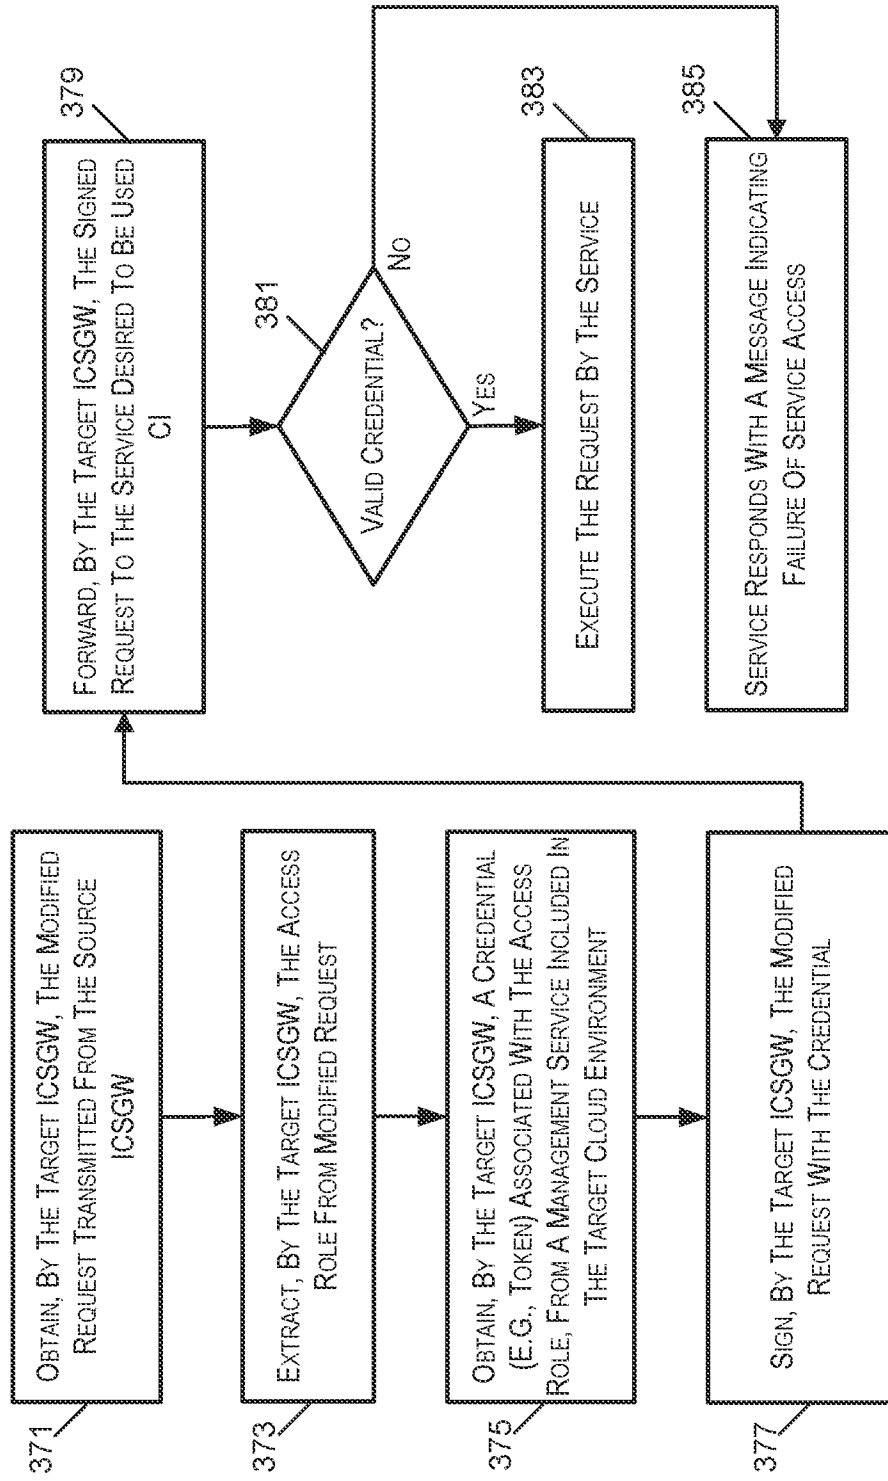 371
OBTAIN, BY THE TARGET ICSGW, THE MODIFIED
REQUEST TRANSMITTED FROM THE SOURCE
ICSGW
373
EXTRACT, BY THE TARGET ICSGW, THE ACCESS
ROLE FROM MODIFIED REQUEST
375
OBTAIN, BY THE TARGET ICSGW, A CREDENTIAL
(E.G., TOKEN) ASSOCIATED WITH THE ACCESS
ROLE, FROM A MANAGEMENT SERVICE INCLUDED IN
THE TARGET CLOUD ENVIRONMENT
377
SIGN, BY THE TARGET ICSGW, THE MODIFIED
REQUEST WITH THE CREDENTIAL
379
FORWARD, BY THE TARGET ICSGW, THE SIGNED
REQUEST TO THE SERVICE DESIRED TO BE USED
CI
381
VALID CREDENTIAL?
NO
YES
383
EXECUTE THE REQUEST BY THE SERVICE
385
SERVICE RESPONDS WITH A MESSAGE INDICATING
FAILURE OF SERVICE ACCESS